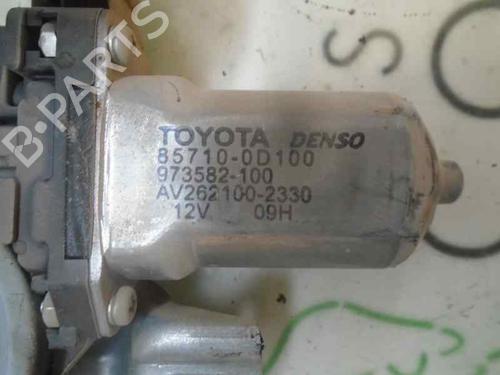 B-PARTS
TOYOTA DENSO
85710-0D100
973582-100
AV262100-2330
12V 09H